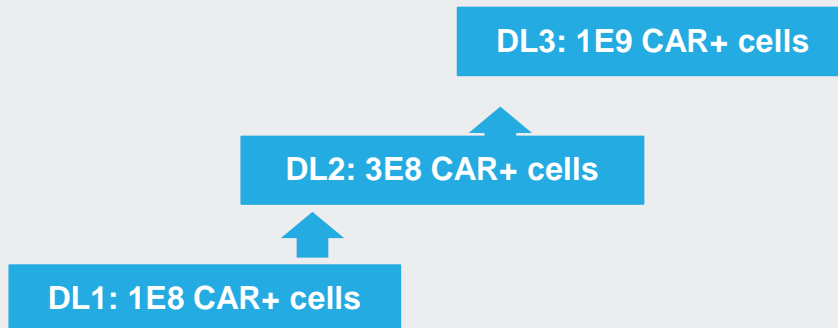 DL3: 1E9 CAR+ cells
DL2: 3E8 CAR+ cells
DL1: 1E8 CAR+ cells